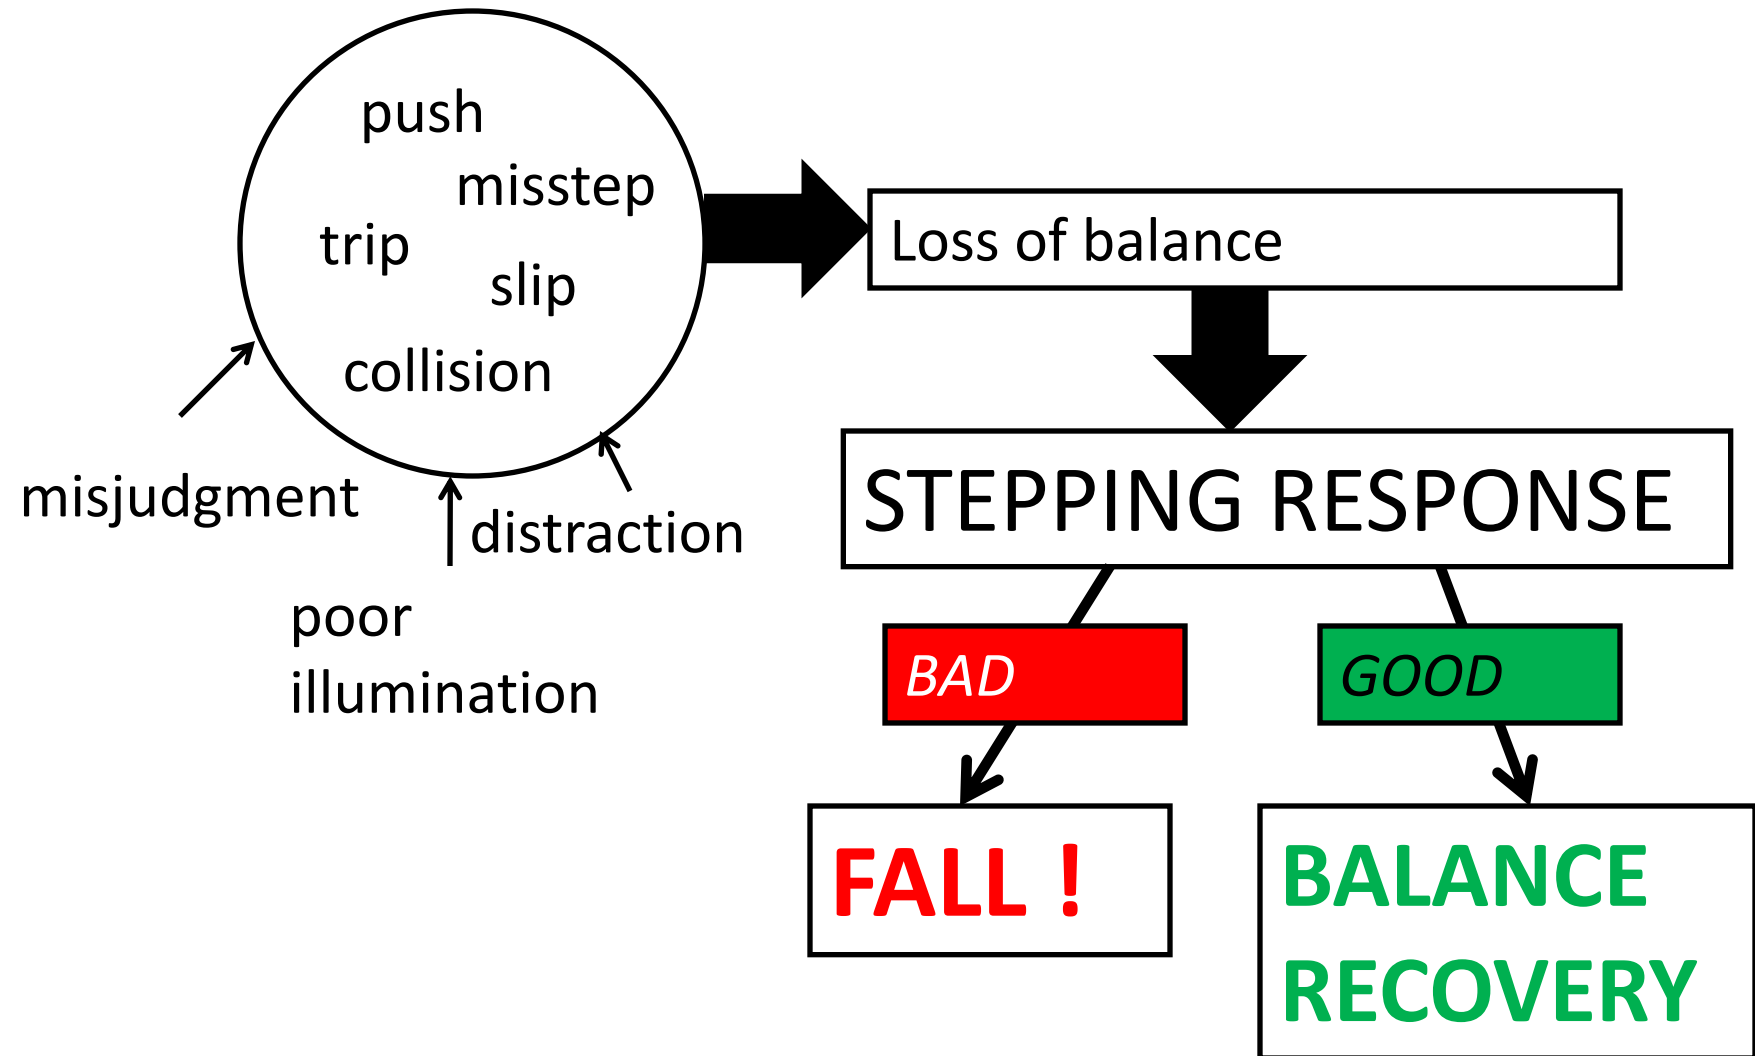 push
misstep
trip
slip
collision
misjudgment
distraction
poor
illumination
Loss of balance
STEPPING RESPONSE
BAD
GOOD
FALL !
BALANCE
RECOVERY